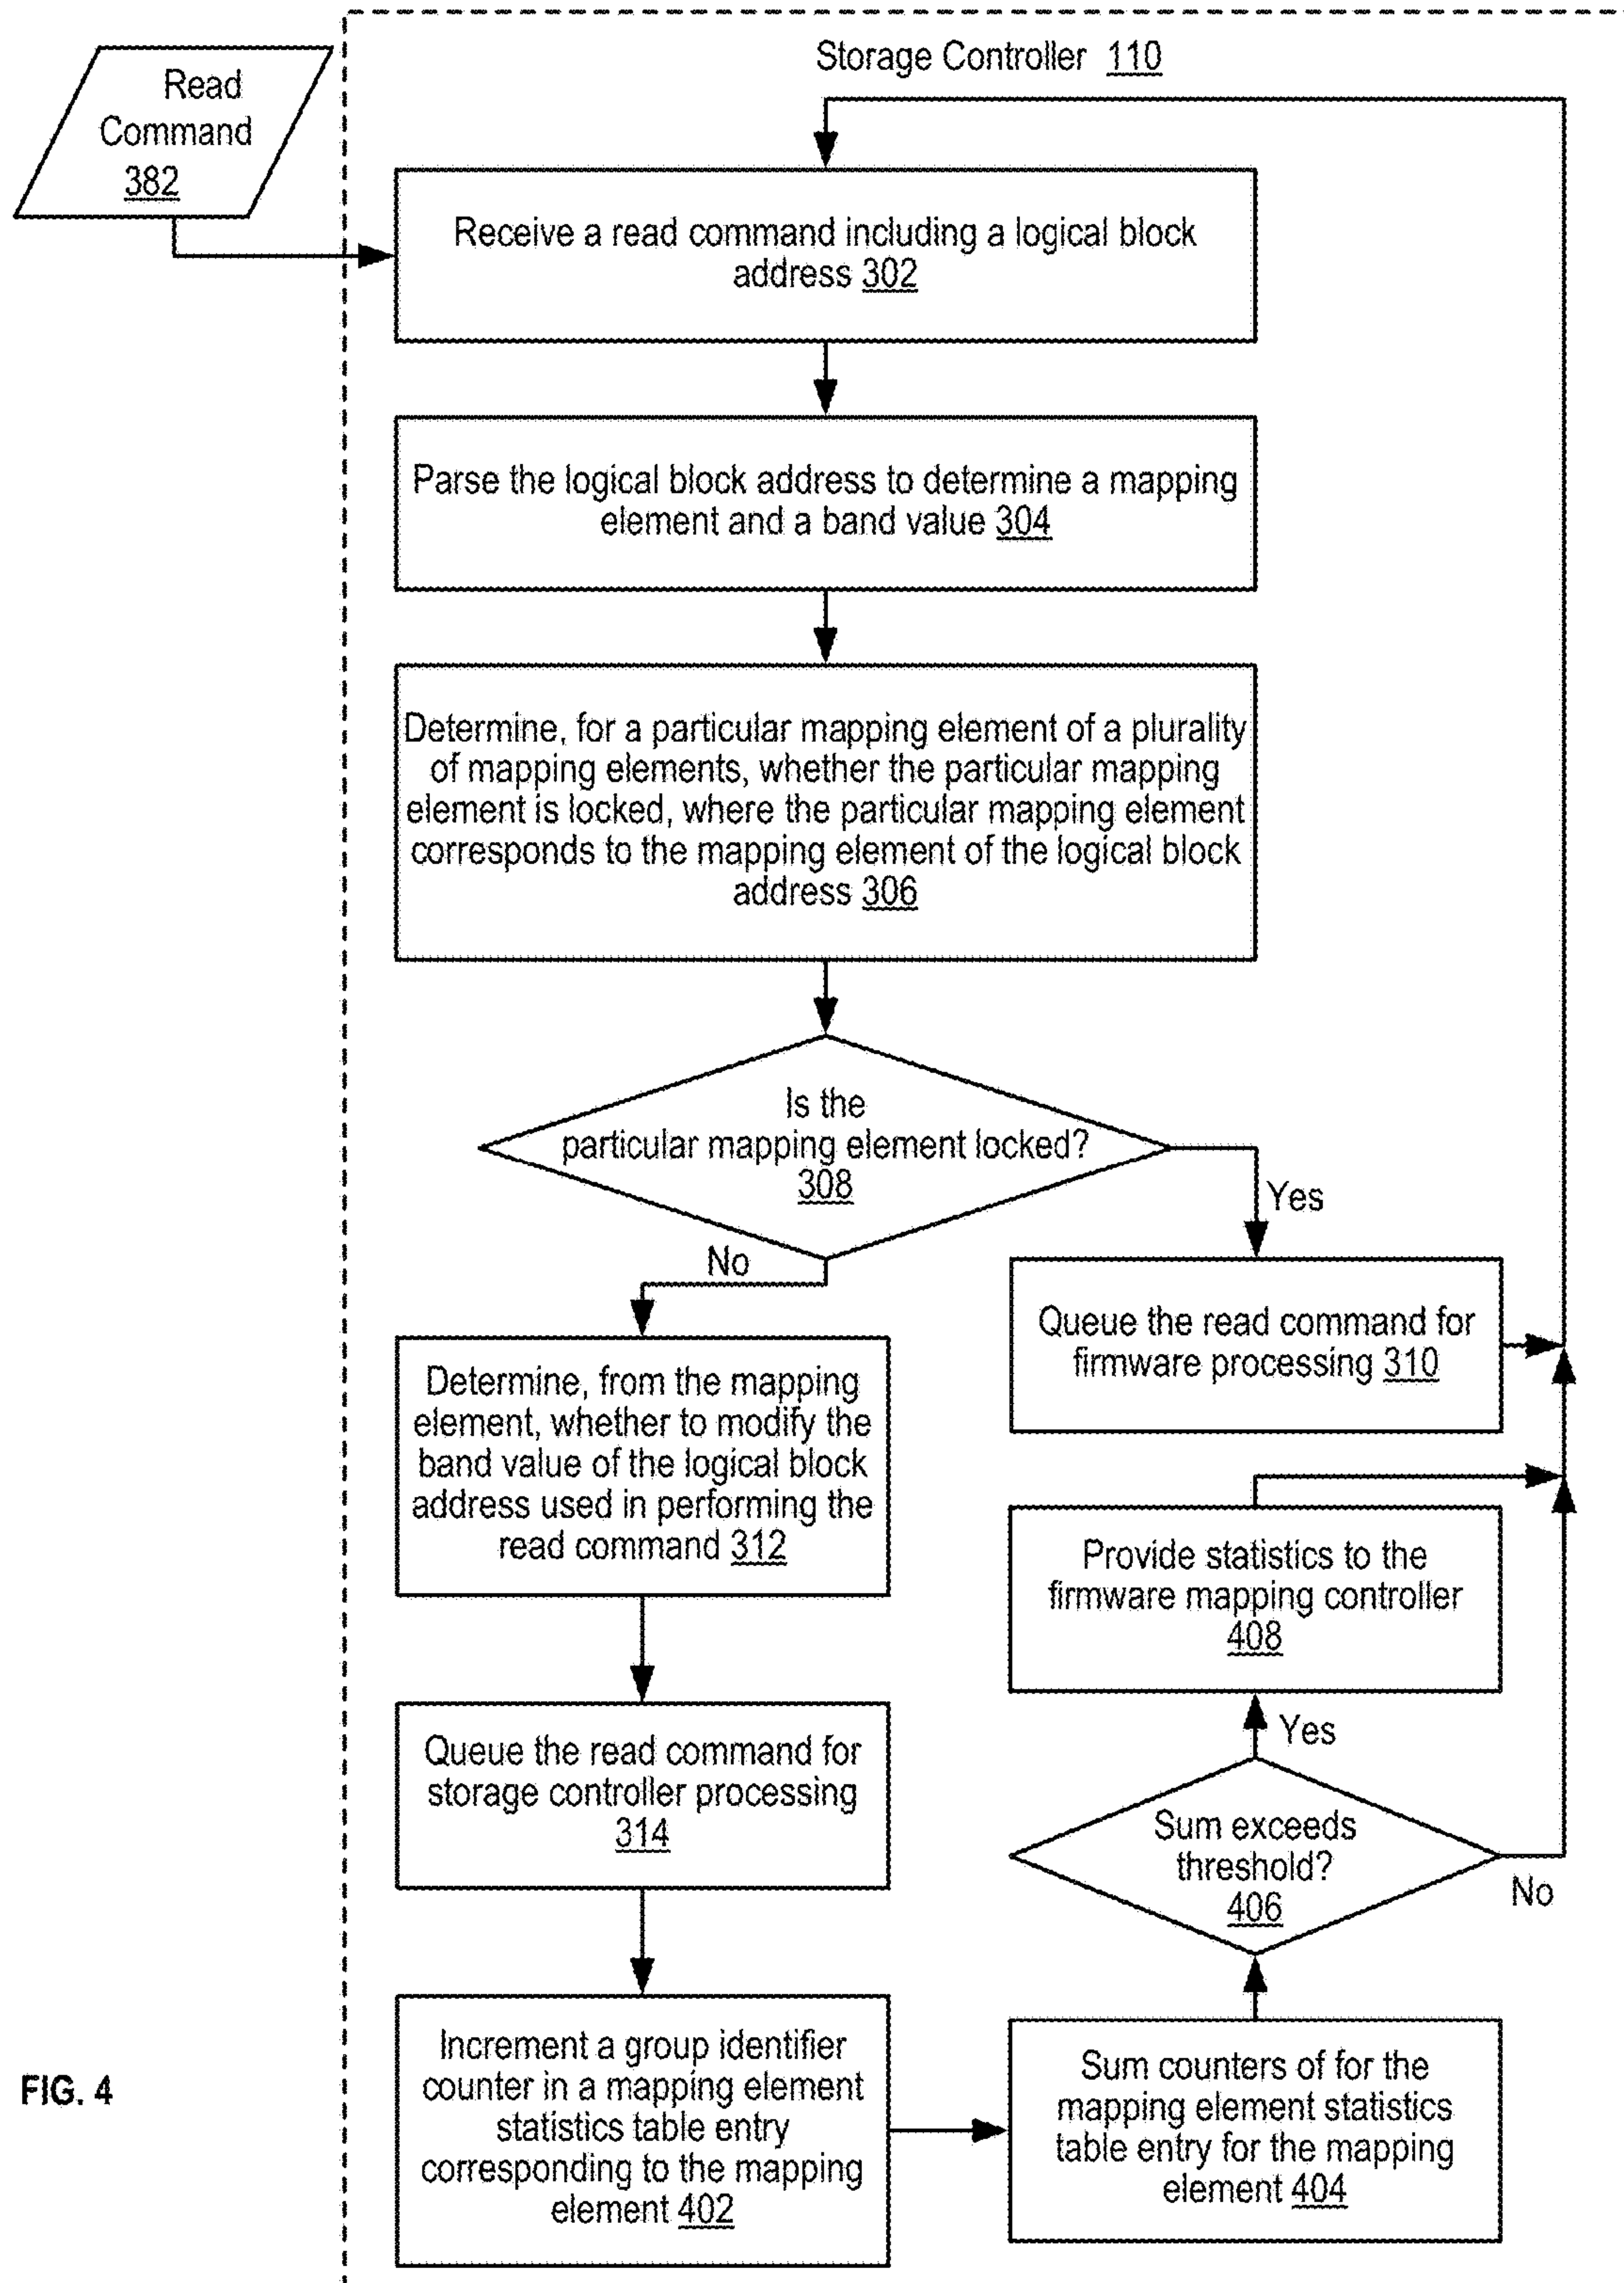 Storage Controller 110
Read
Command
382
Receive a read command including a logical block
address 302
Parse the logical block address to determine a mapping
element and a band value 304
Determine, for a particular mapping element of a plurality
of mapping elements, whether the particular mapping
element is locked, where the particular mapping element
corresponds to the mapping element of the logical block
address 306
Is the
particular mapping element locked?
308
Yes
No
Queue the read command for
firmware processing 310
Determine, from the mapping
element, whether to modify the
band value of the logical block
address used in performing the
read command 312
Provide statistics to the
firmware mapping controller
408
Yes
Queue the read command for
storage controller processing
314
Sum exceeds
threshold?
406
No
Increment a group identifier
counter in a mapping element
statistics table entry
corresponding to the mapping
element 402
Sum counters of for the
mapping element statistics
table entry for the mapping
element 404
FIG. 4